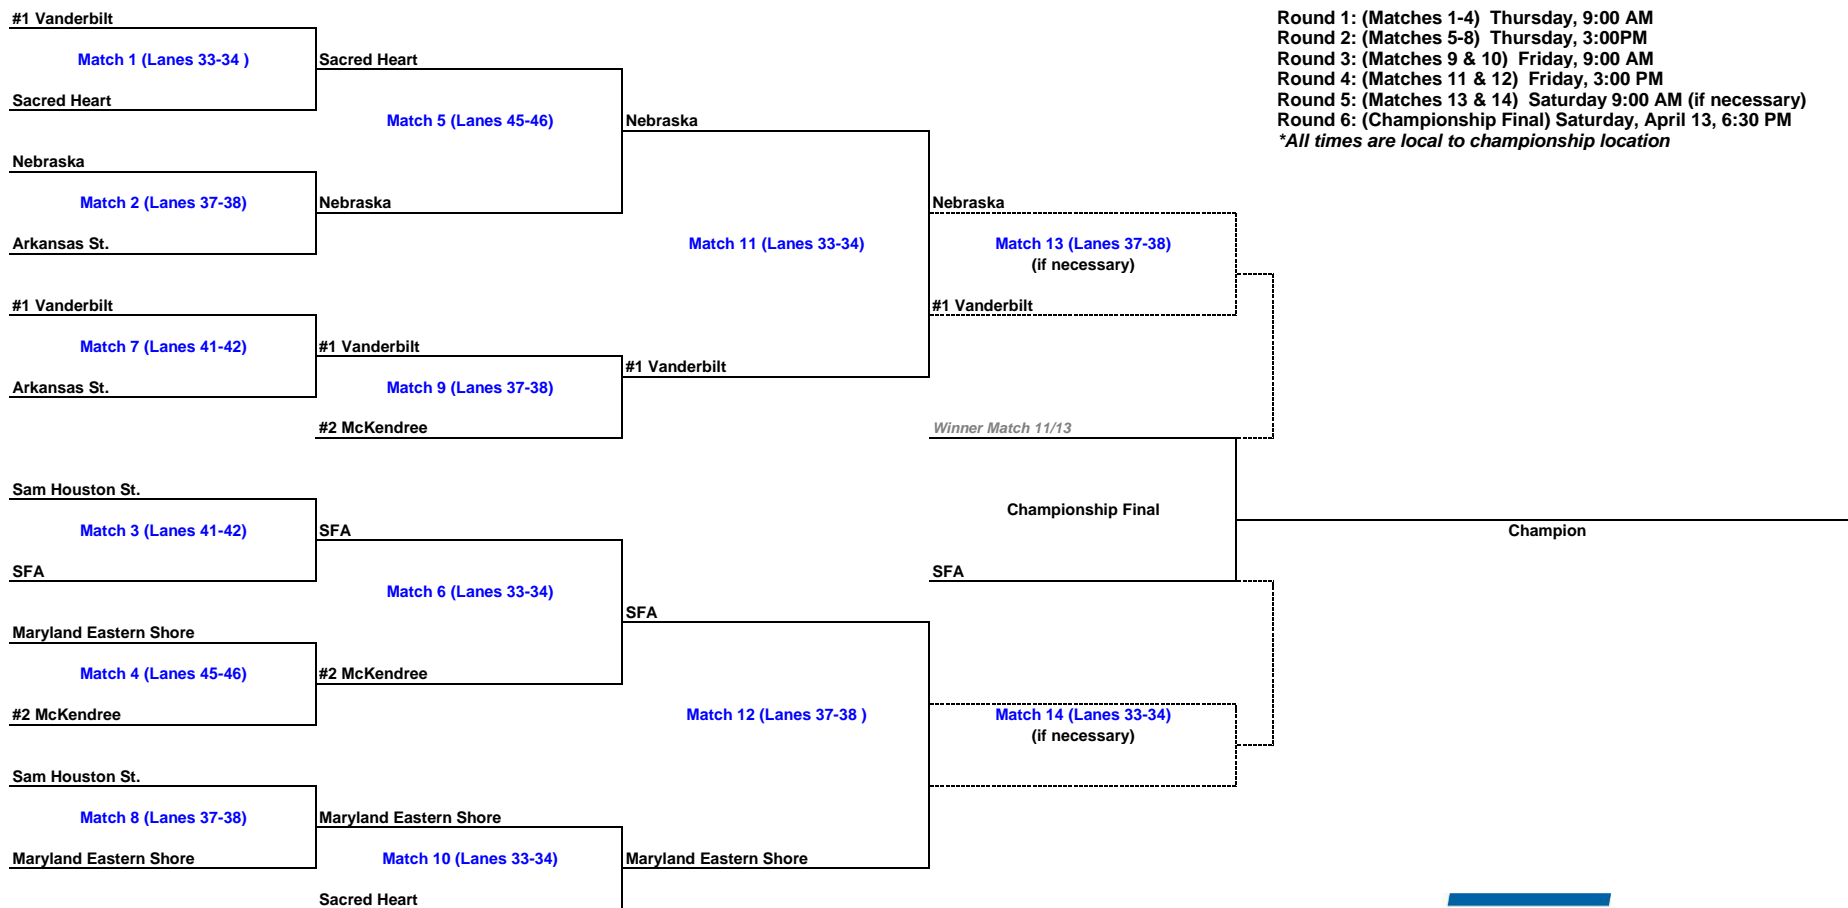 #1 Vanderbilt
Match 1 (Lanes 33-34 )
Sacred Heart
Sacred Heart
Match 5 (Lanes 45-46)
Nebraska
Nebraska
Match 2 (Lanes 37-38)
Nebraska
Nebraska
Arkansas St.
Match 11 (Lanes 33-34)
Match 13 (Lanes 37-38)
(if necessary)
#1 Vanderbilt
#1 Vanderbilt
Match 7 (Lanes 41-42)
#1 Vanderbilt
#1 Vanderbilt
Arkansas St.
Match 9 (Lanes 37-38)
#2 McKendree
Winner Match 11/13
Sam Houston St.
Championship Final
Match 3 (Lanes 41-42)
SFA
Champion
SFA
SFA
Match 6 (Lanes 33-34)
SFA
Maryland Eastern Shore
Match 4 (Lanes 45-46)
#2 McKendree
#2 McKendree
Match 12 (Lanes 37-38 )
Match 14 (Lanes 33-34)
(if necessary)
Sam Houston St.
Match 8 (Lanes 37-38)
Maryland Eastern Shore
Maryland Eastern Shore
Match 10 (Lanes 33-34)
Maryland Eastern Shore
Sacred Heart
Round 1: (Matches 1-4)  Thursday, 9:00 AM
Round 2: (Matches 5-8)  Thursday, 3:00PM
Round 3: (Matches 9 & 10)  Friday, 9:00 AM
Round 4: (Matches 11 & 12)  Friday, 3:00 PM
Round 5: (Matches 13 & 14)  Saturday 9:00 AM (if necessary)
Round 6: (Championship Final) Saturday, April 13, 6:30 PM
*All times are local to championship location